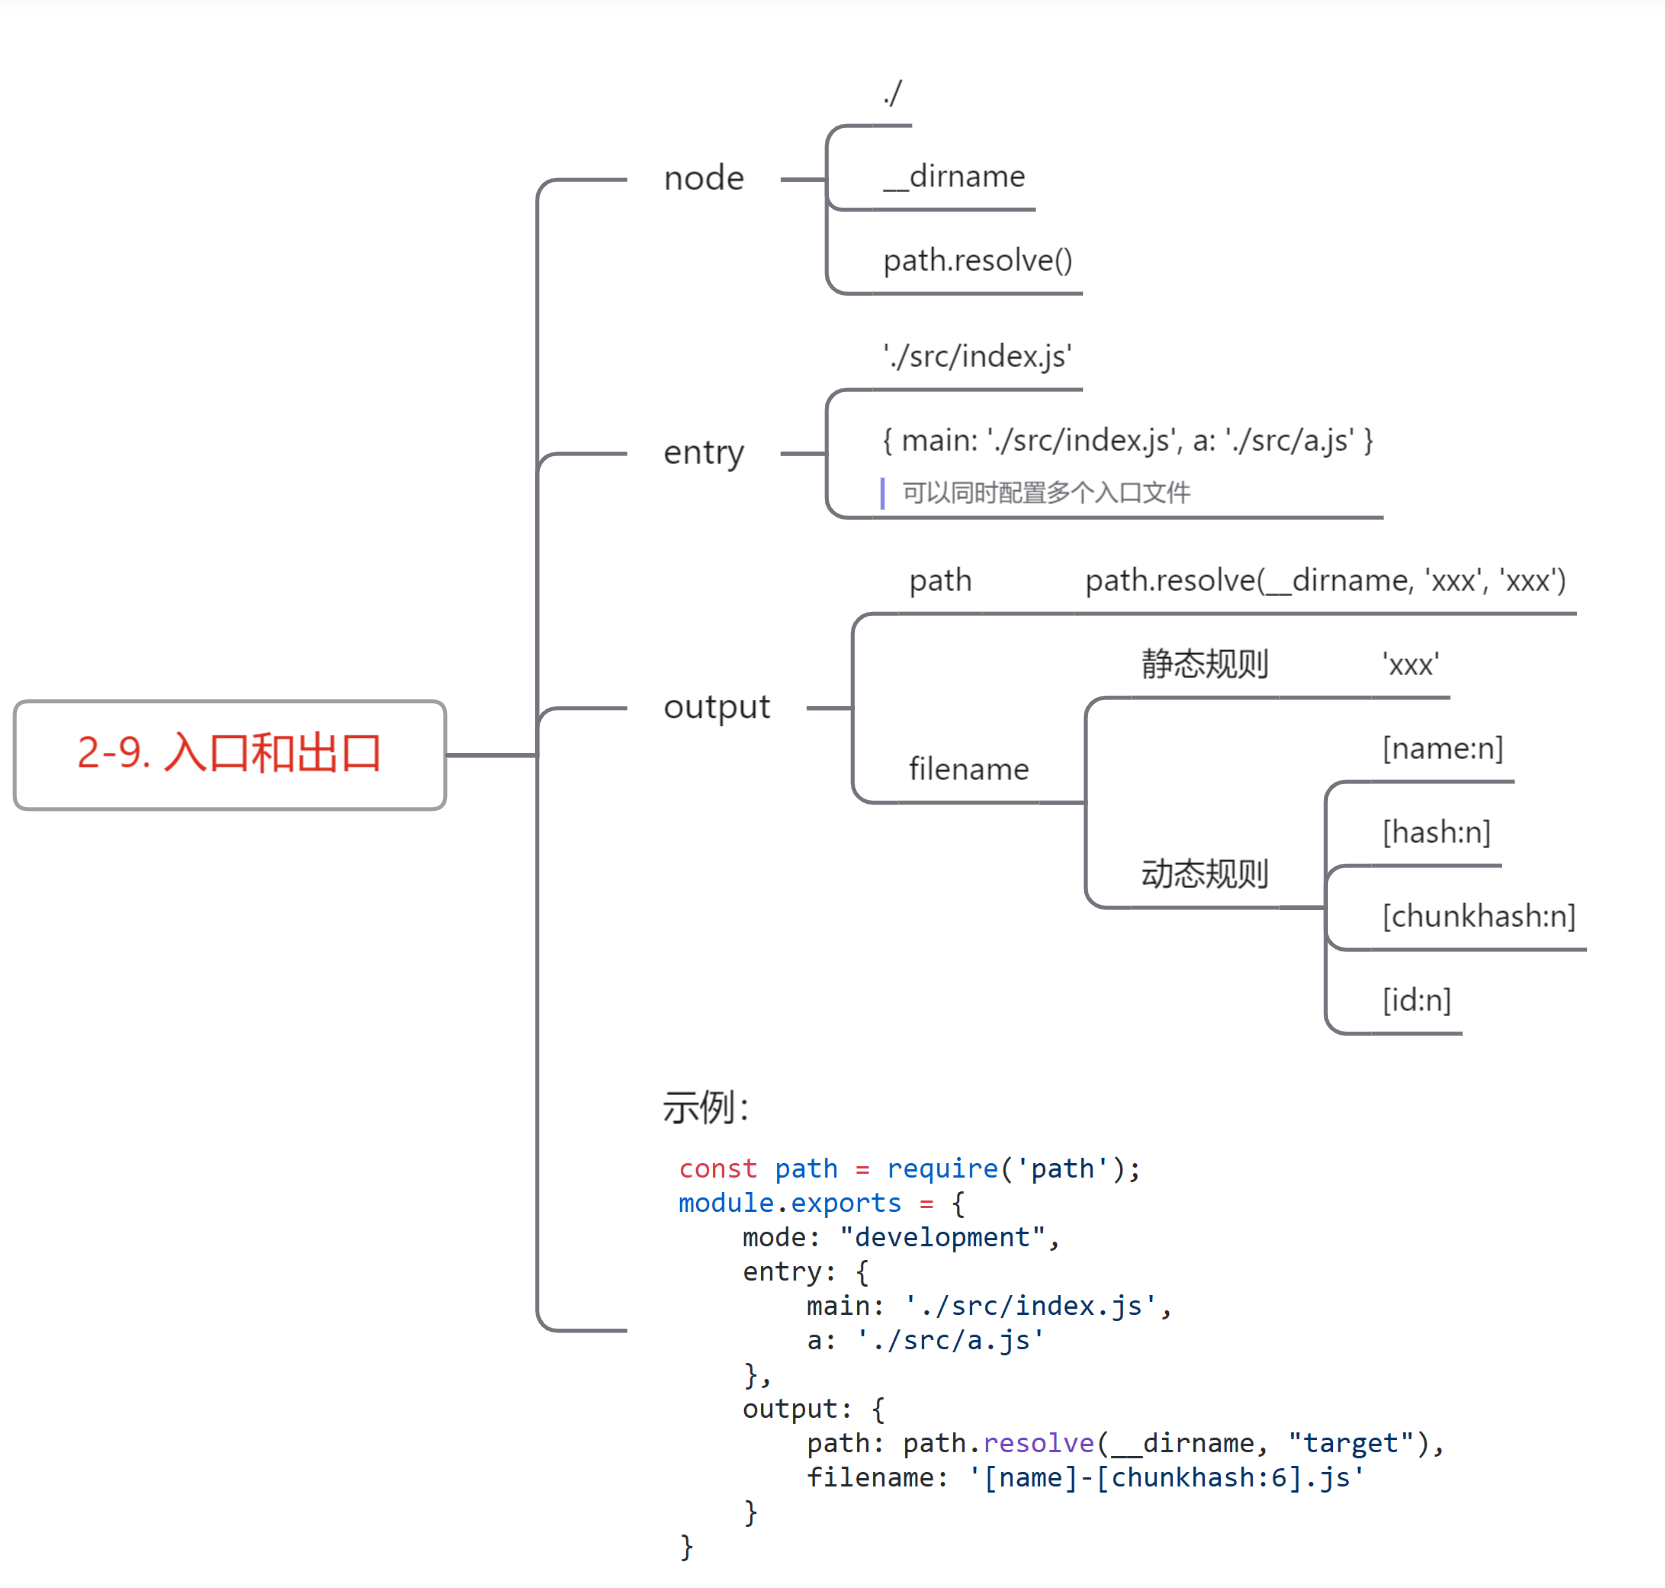 2-9. 入口和出口
node
./
__dirname
path.resolve()
entry
'./src/index.js'
{ main: './src/index.js', a: './src/a.js' }
可以同时配置多个入口文件
output
path
path.resolve(__dirname, 'xxx', 'xxx')
filename
静态规则
'xxx'
动态规则
[name:n]
[hash:n]
[chunkhash:n]
[id:n]
示例：
const path = require('path');
module.exports = {
    mode: "development",
    entry: {
        main: './src/index.js',
        a: './src/a.js'
    },
    output: {
        path: path.resolve(__dirname, "target"),
        filename: '[name]-[chunkhash:6].js'
    }
}